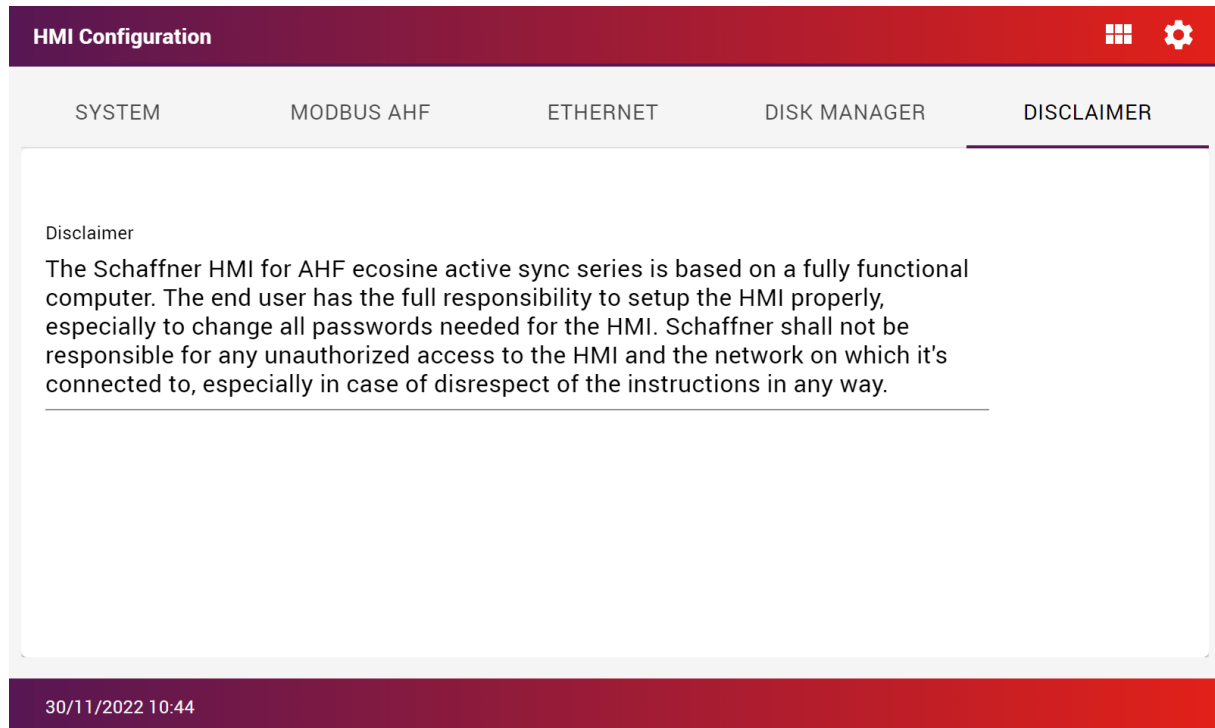 HMI Configuration
SYSTEM MODBUS AHF ETHERNET DISK MANAGER DISCLAIMER
Disclaimer
The Schaffner HMI for AHF ecosine active sync series is based on a fully functional
computer. The end user has the full responsibility to setup the HMI properly,
especially to change all passwords needed for the HMI. Schaffner shall not be
responsible for any unauthorized access to the HMI and the network on which it's
connected to, especially in case of disrespect of the instructions in any way.
30/11/2022 10:44